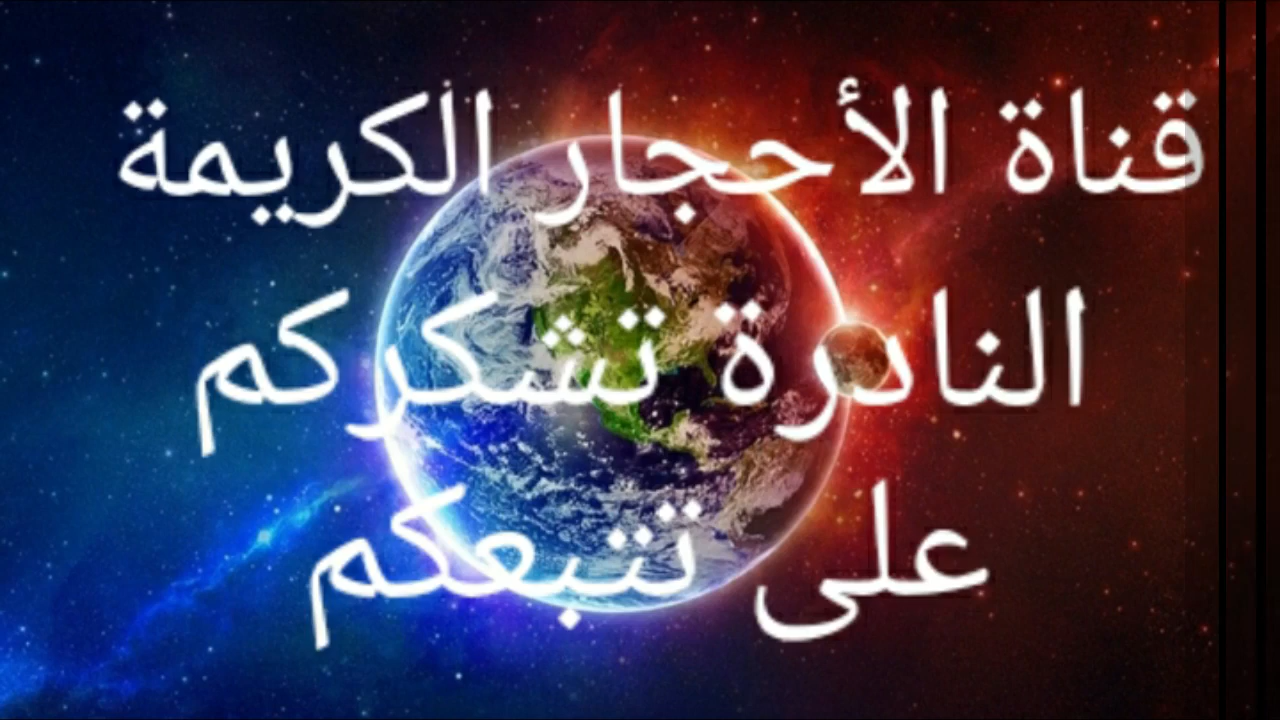 قناة الأحجار الكريمة
النادرة تشكركم
على تتبعكم